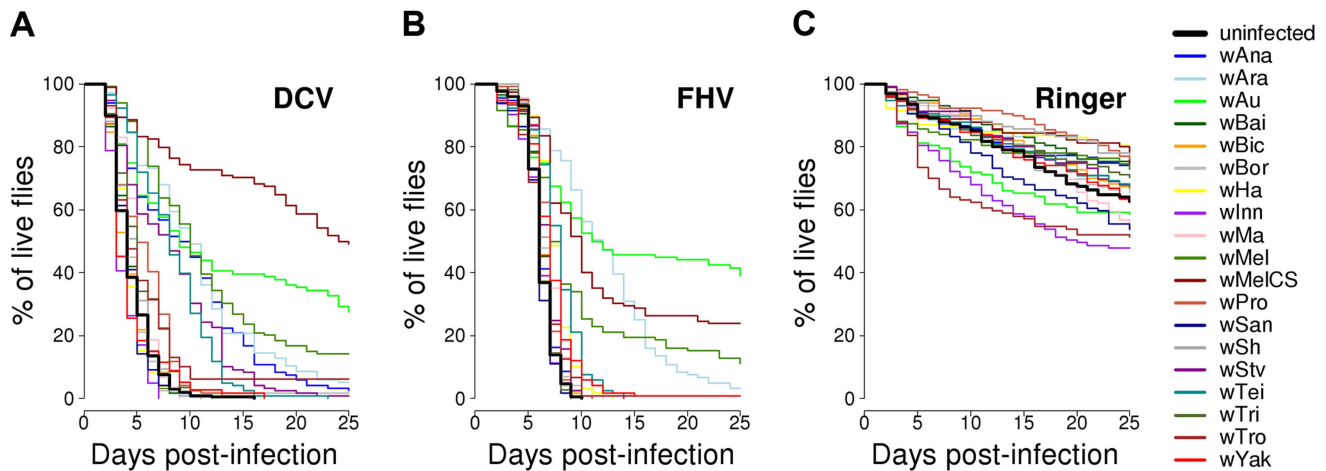 A
B
C
DCV
FHV
Ringer
% of live flies
100
80
60
40
20
0
0 5 10 15 20 25
Days post-infection
% of live flies
100
80
60
40
20
0
0 5 10 15 20 25
Days post-infection
% of live flies
100
80
60
40
20
0
0 5 10 15 20 25
Days post-infection
uninfected
wAna
wAra
wAu
wBai
wBic
wBor
wHa
wInn
wMa
wMel
wMelCS
wPro
wSan
wSh
wStv
wTei
wTri
wTro
wYak